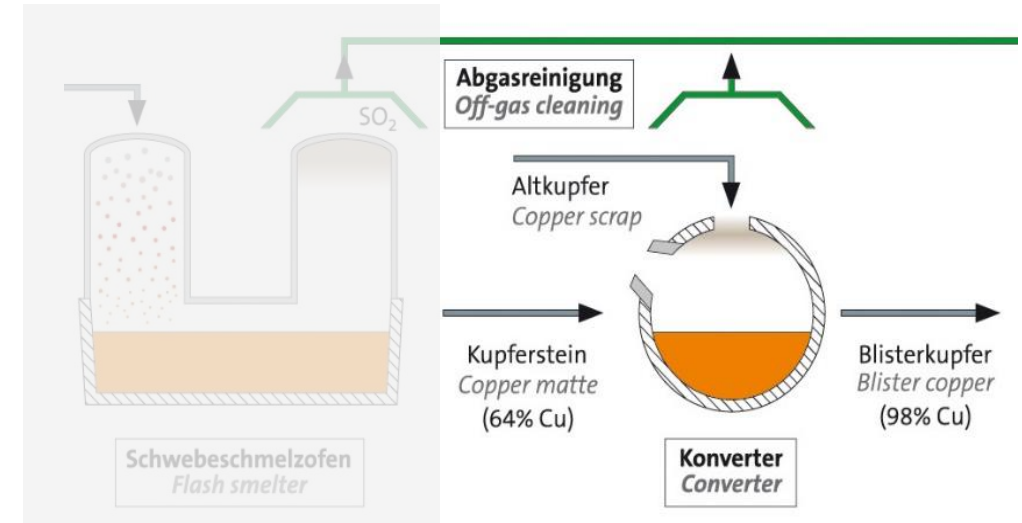 Abgasreinigung
Off-gas cleaning
SO₂
Altkupfer
Copper scrap
Kupferstein
Copper matte
(64% Cu)
Blisterkupfer
Blister copper
(98% Cu)
Schwebeschmelzofen
Flash smelter
Konverter
Converter